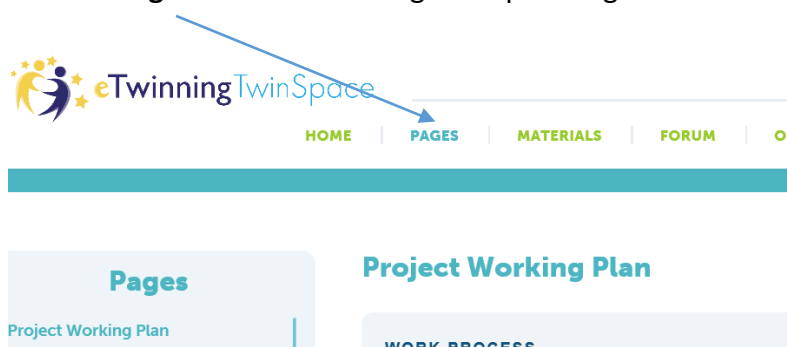 eTwinning TwinSpace
HOME PAGES MATERIALS FORUM
Pages
Project Working Plan
Project Working Plan
WORK PROCESS